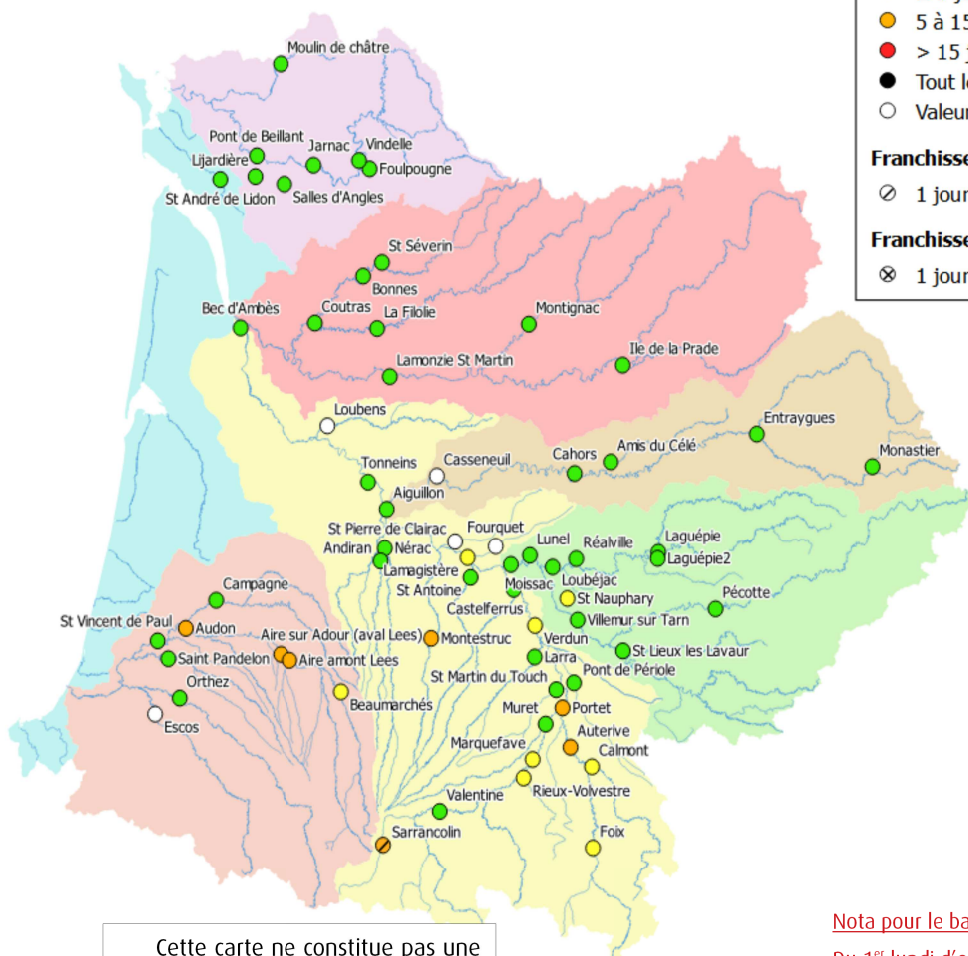 5 à 15
> 15 j
Tout le
Valeur
Franchisse
1 jour
Franchisse
1 jour
Moulin de châtre
Pont de Beillant
Jarnac
Vindelle
Lijardière
Foulpougne
St André de Lidon
Salles d'Angles
St Séverin
Bonnes
Bec d'Ambès
Coutras
La Filolie
Montignac
Lamonzie St Martin
Ile de la Prade
Loubens
Entraygues
Casseneuil
Cahors
Amis du Célé
Monastier
Tonneins
Aiguillon
St Pierre de Clairac
Fourquet
Lunel
Réalville
Laguépie
Andiran
Nérac
Laguépie2
Lamagistère
Moissac
Loubéjac
St Antoine
St Nauphary
Pécotte
Campagne
Castelferrus
Villemur sur Tarn
St Vincent de Paul
Audon
Aire sur Adour (aval Lees)
Montestruc
Verdun
Saint Pandelon
Aire amont Lees
Larra
St Lieux les Lavaur
Orthez
St Martin du Touch
Pont de Périole
Beaumarchés
Muret
Portet
Escos
Auterive
Marquefave
Calmont
Rieux-Volvestre
Valentine
Sarrancolin
Foix
Cette carte ne constitue pas une
Nota pour le ba
Du 1er lundi d'o